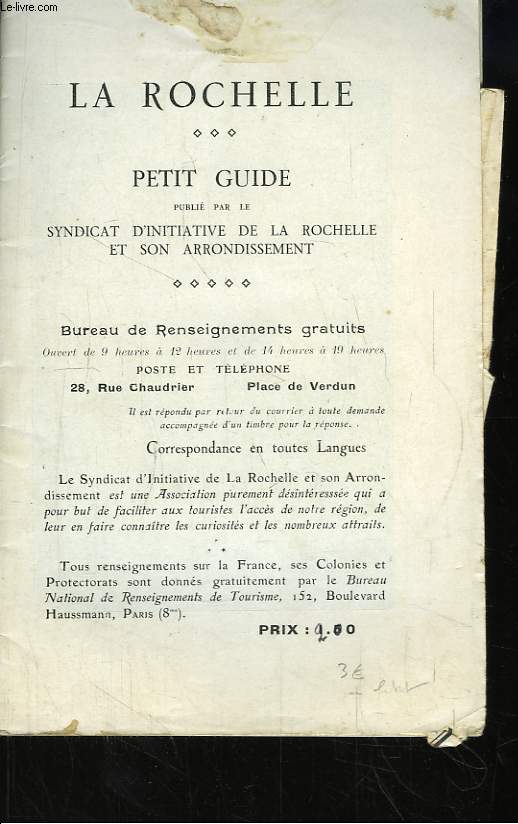 Le-livre.com
LA ROCHELLE
PETIT GUIDE
PUBLIÉ PAR LE
SYNDICAT D'INITIATIVE DE LA ROCHELLE
ET SON ARRONDISSEMENT
Bureau de Renseignements gratuits
Ouvert de 9 heures à 12 heures et de 14 heures à 19 heures
POSTE ET TÉLÉPHONE
28, Rue Chaudrier Place de Verdun
Il est répondu par retour du courrier à toute demande
accompagnée d'un timbre pour la réponse.
Correspondance en toutes Langues
Le Syndicat d'Initiative de La Rochelle et son Arron-
dissement est une Association purement désintéresssée qui a
pour but de faciliter aux touristes l'accès de notre région, de
leur en faire connaître les curiosités et les nombreux attraits.
Tous renseignements sur la France, ses Colonies et
Protectorats sont donnés gratuitement par le Bureau
National de Renseignements de Tourisme, 152, Boulevard
Haussmann, PARIS (8me).
PRIX :
3€
Le-livre.com